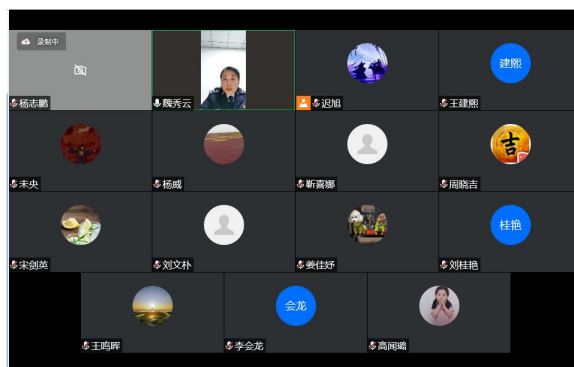 录制中
杨志鹏
魏秀云
迟旭
建熙
王建熙
未央
杨威
靳喜娜
吉
周晓吉
宋剑英
刘文朴
姜佳妤
桂艳
刘桂艳
王鸣晖
会龙
李会龙
高闻璐